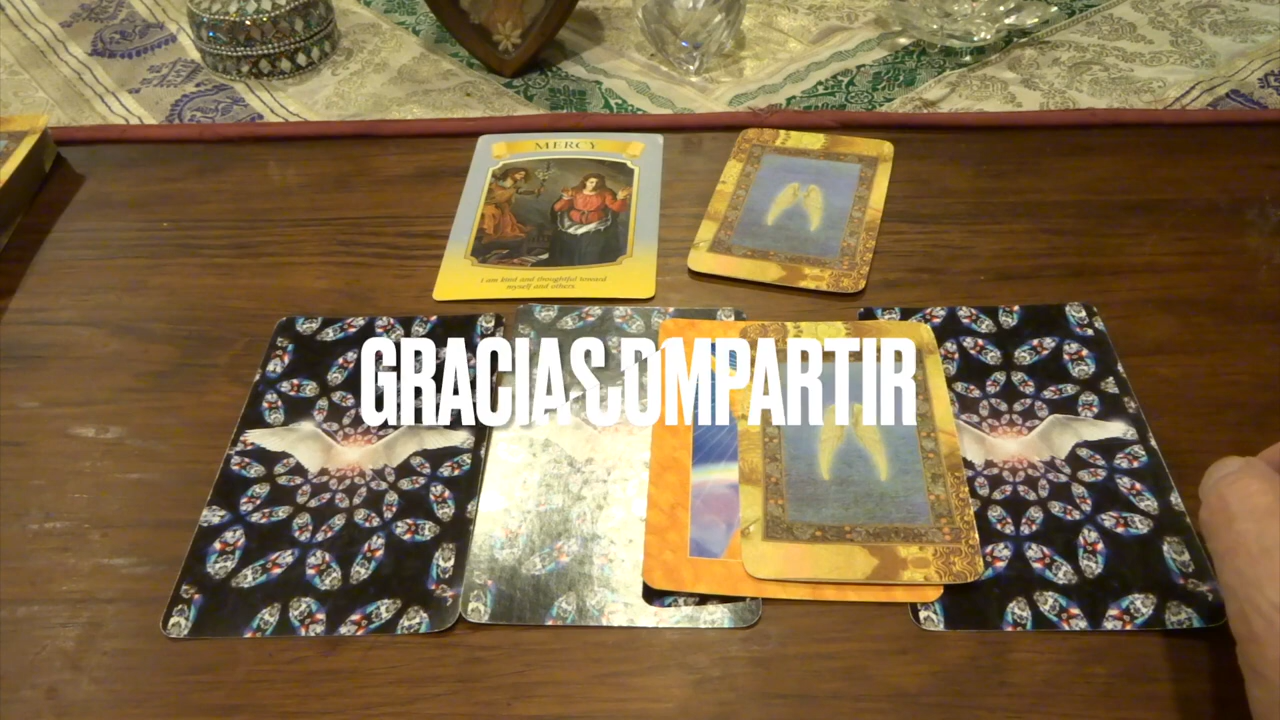 MERCY
I am kind and thoughtful toward
myself and others.
GRACIAS COMPARTIR